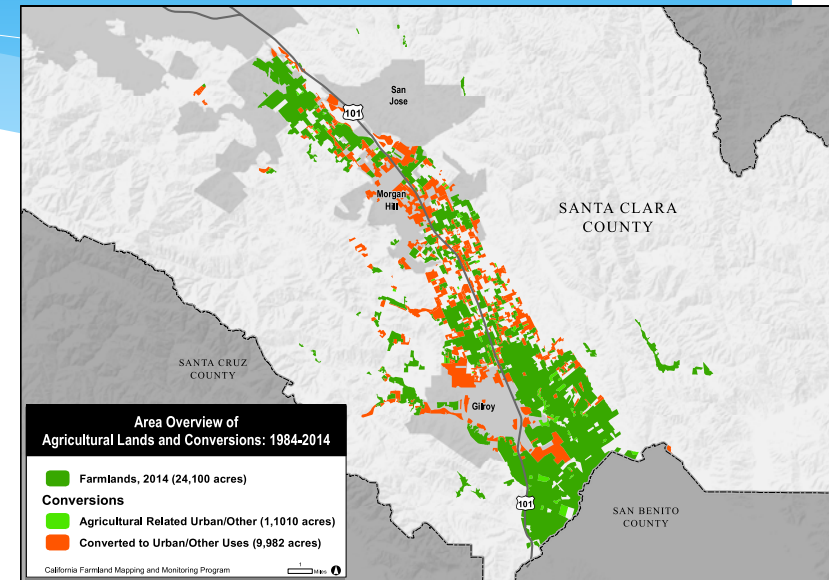 San
Jose
101
Morgan
Hill
SANTA CLARA
COUNTY
SANTA CRUZ
COUNTY
Gilroy
101
SAN BENITO
COUNTY
Area Overview of
Agricultural Lands and Conversions: 1984-2014
Farmlands, 2014 (24,100 acres)
Conversions
Agricultural Related Urban/Other (1,1010 acres)
Converted to Urban/Other Uses (9,982 acres)
California Farmland Mapping and Monitoring Program
1
Miles